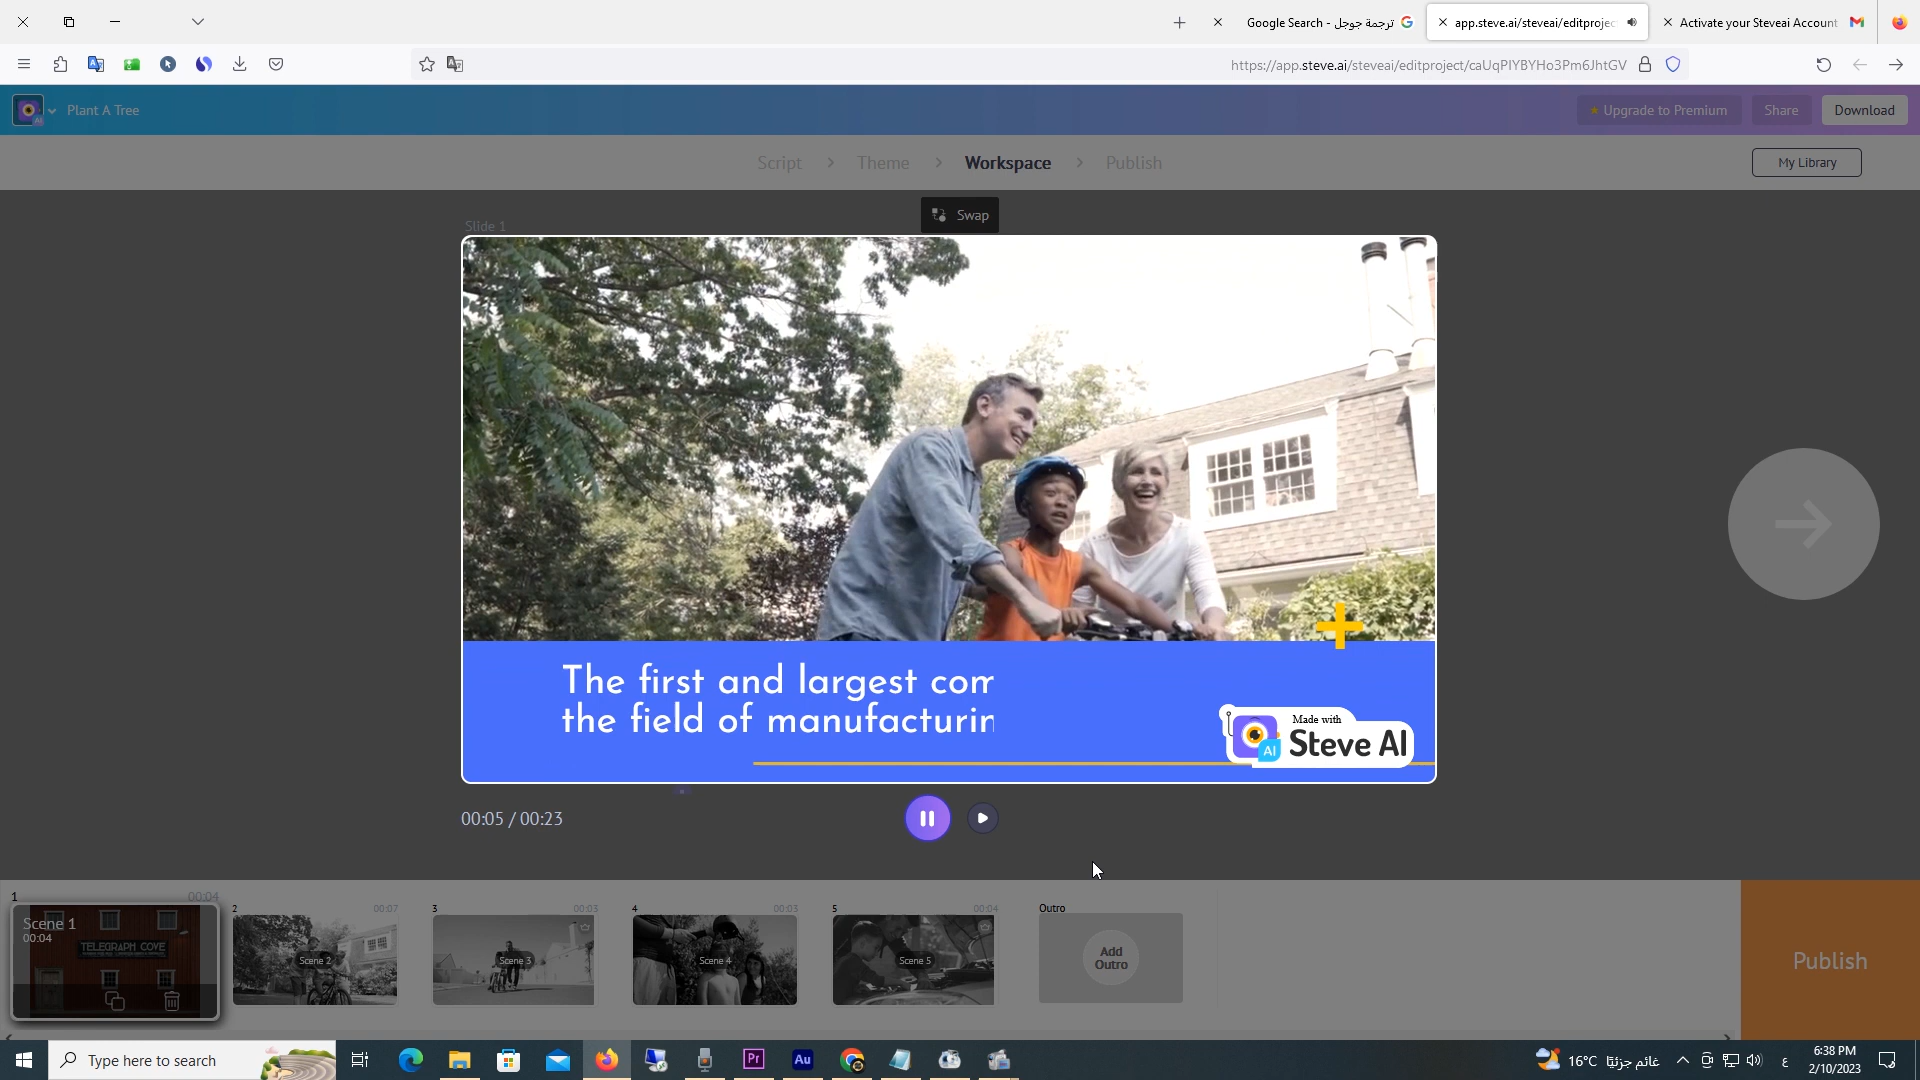 ترجمة جوجل - Google Search
app.steve.ai/steveai/editprojec
Activate your Steveai Account
https://app.steve.ai/steveai/editproject/caUqPIYBYHo3Pm6JhtGV
Plant A Tree
Upgrade to Premium
Share
Download
Script
Theme
Workspace
Publish
My Library
Slide 1
Swap
The first and largest com
the field of manufacturin
Made with
Steve AI
AI
00:05 / 00:23
1
00:04
Scene 1
00:04
TELEGRAPH COVE
2
00:07
Scene 2
3
00:03
Scene 3
4
00:03
Scene 4
5
00:04
Scene 5
Outro
Add
Outro
Publish
Type here to search
Pr
Au
16°C غائم جزئيًا
ع
6:38 PM
2/10/2023